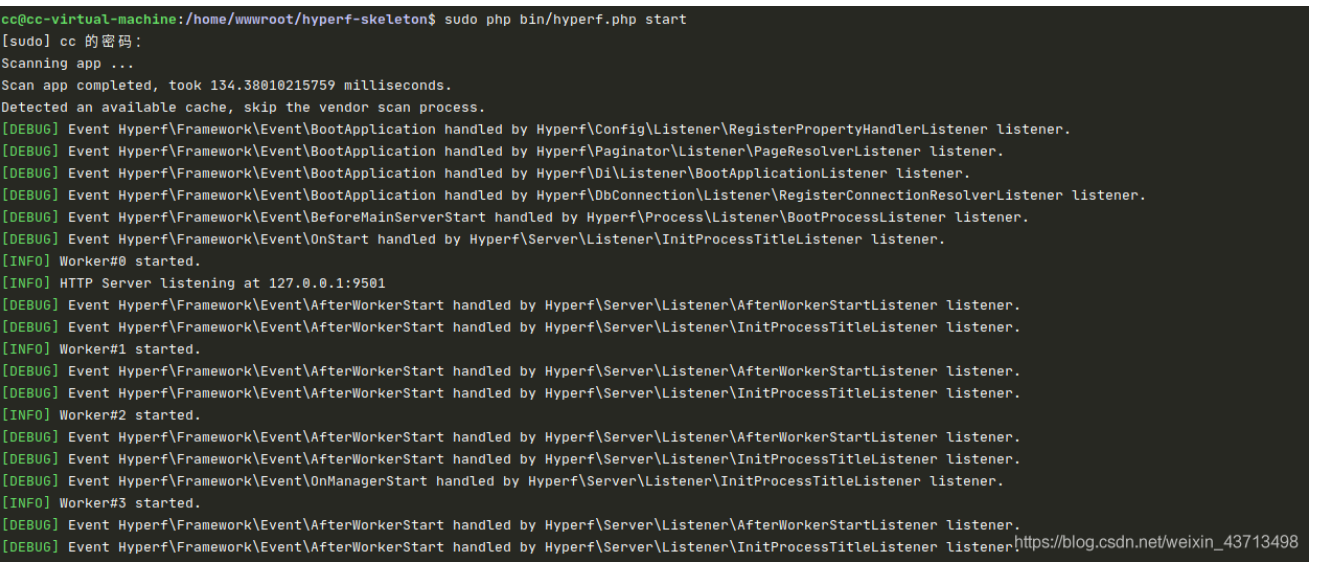 cc@cc-virtual-machine:/home/wwwroot/hyperf-skeleton$ sudo php bin/hyperf.php start
[sudo] cc 的密码：
Scanning app ...
Scan app completed, took 134.38010215759 milliseconds.
Detected an available cache, skip the vendor scan process.
[DEBUG] Event Hyperf\Framework\Event\BootApplication handled by Hyperf\Config\Listener\RegisterPropertyHandlerListener listener.
[DEBUG] Event Hyperf\Framework\Event\BootApplication handled by Hyperf\Paginator\Listener\PageResolverListener listener.
[DEBUG] Event Hyperf\Framework\Event\BootApplication handled by Hyperf\Di\Listener\BootApplicationListener listener.
[DEBUG] Event Hyperf\Framework\Event\BootApplication handled by Hyperf\DbConnection\Listener\RegisterConnectionResolverListener listener.
[DEBUG] Event Hyperf\Framework\Event\BeforeMainServerStart handled by Hyperf\Process\Listener\BootProcessListener listener.
[DEBUG] Event Hyperf\Framework\Event\OnStart handled by Hyperf\Server\Listener\InitProcessTitleListener listener.
[INFO] Worker#0 started.
[INFO] HTTP Server listening at 127.0.0.1:9501
[DEBUG] Event Hyperf\Framework\Event\AfterWorkerStart handled by Hyperf\Server\Listener\AfterWorkerStartListener listener.
[DEBUG] Event Hyperf\Framework\Event\AfterWorkerStart handled by Hyperf\Server\Listener\InitProcessTitleListener listener.
[INFO] Worker#1 started.
[DEBUG] Event Hyperf\Framework\Event\AfterWorkerStart handled by Hyperf\Server\Listener\AfterWorkerStartListener listener.
[DEBUG] Event Hyperf\Framework\Event\AfterWorkerStart handled by Hyperf\Server\Listener\InitProcessTitleListener listener.
[INFO] Worker#2 started.
[DEBUG] Event Hyperf\Framework\Event\AfterWorkerStart handled by Hyperf\Server\Listener\AfterWorkerStartListener listener.
[DEBUG] Event Hyperf\Framework\Event\AfterWorkerStart handled by Hyperf\Server\Listener\InitProcessTitleListener listener.
[DEBUG] Event Hyperf\Framework\Event\OnManagerStart handled by Hyperf\Server\Listener\InitProcessTitleListener listener.
[INFO] Worker#3 started.
[DEBUG] Event Hyperf\Framework\Event\AfterWorkerStart handled by Hyperf\Server\Listener\AfterWorkerStartListener listener.
[DEBUG] Event Hyperf\Framework\Event\AfterWorkerStart handled by Hyperf\Server\Listener\InitProcessTitleListener listener.
https://blog.csdn.net/weixin_43713498